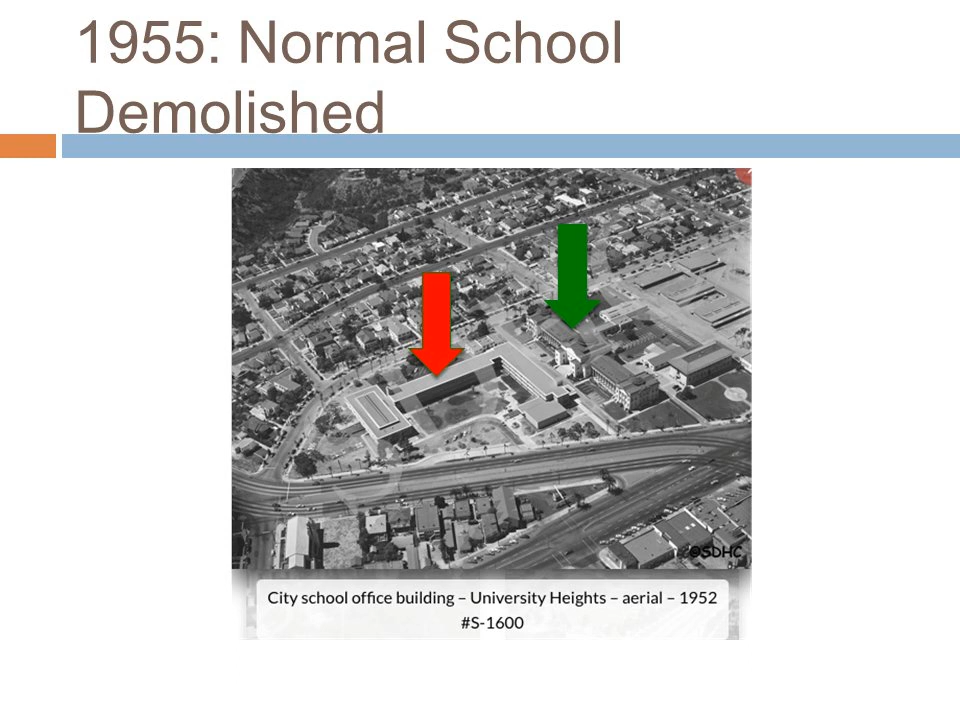 1955: Normal School
Demolished
©SDHC
City school office building – University Heights – aerial – 1952
#S-1600